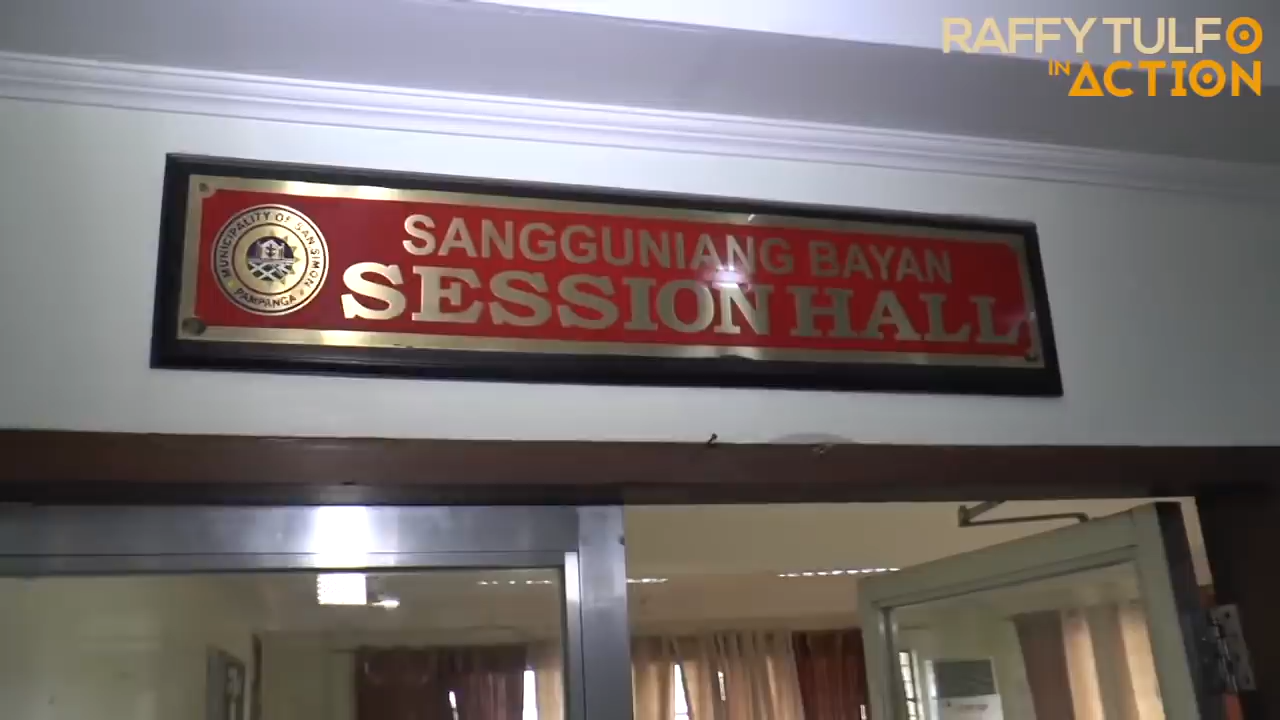 RAFFY TULFO
IN ACTION
MUNICIPALITY OF SAN SIMON
PAMPANGA
SANGGUNIANG BAYAN
SESSION HALL